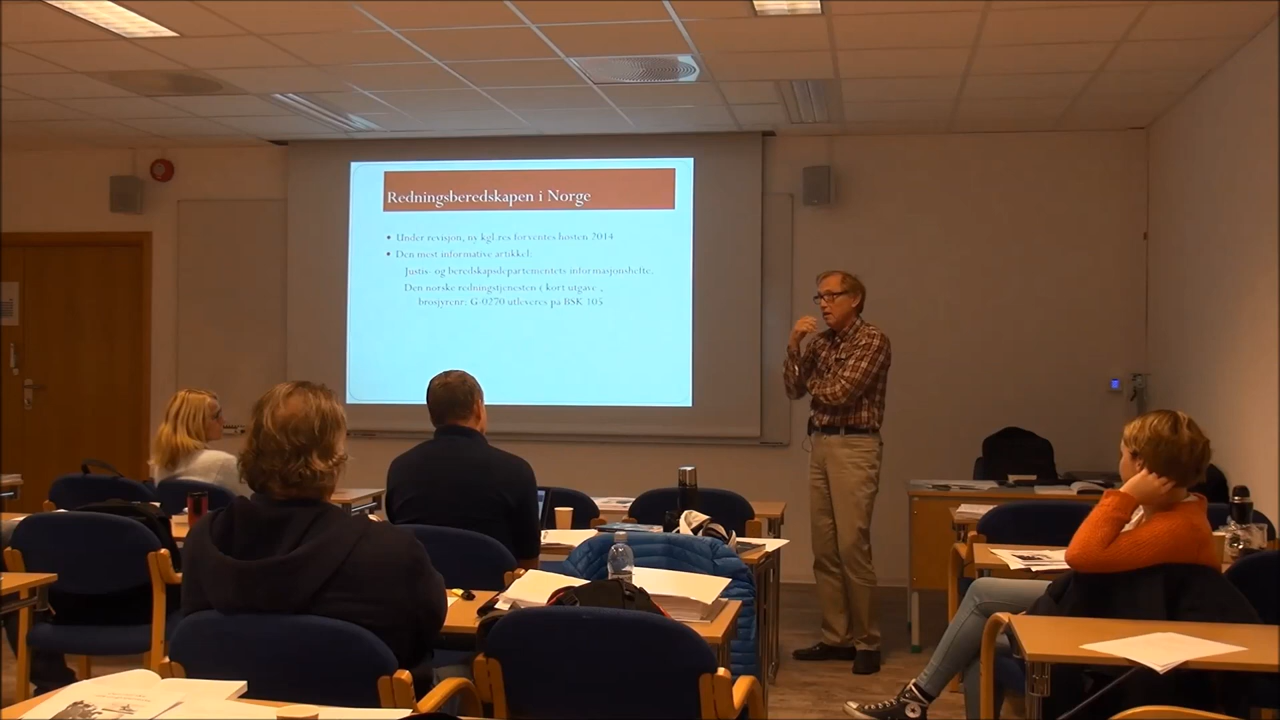 Redningsberedskapen i Norge
• Under revisjon, ny kgl.res forventes høsten 2014
• Den mest informative artikkel:
Justis- og beredskapsdepartementets informasjonshefte,
Den norske redningstjenesten ( kort utgave ,
brosjyrenr: G-0270 utleveres på BSK 105